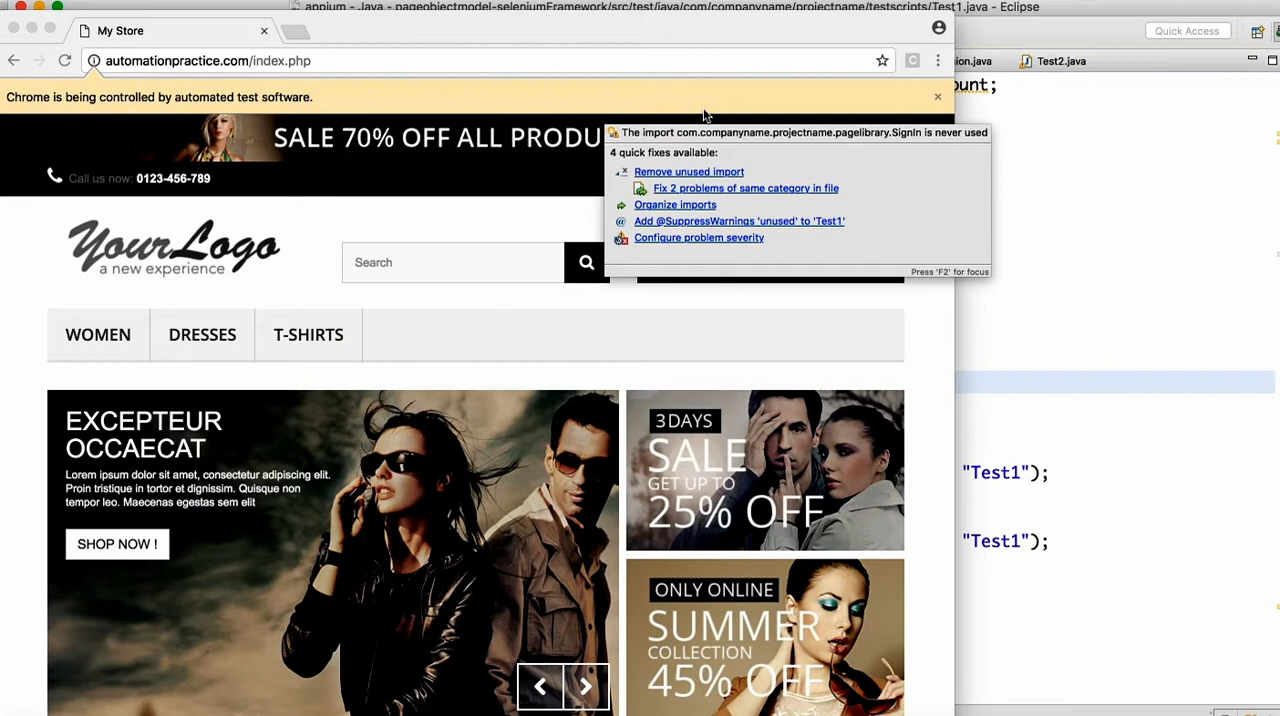 appium - Java - pageobjectmodel-seleniumFramework/src/test/java/com/companyname/projectname/testscripts/Test1.java - Eclipse
My Store
Quick Access
automationpractice.com/index.php
C
ion.java
Test2.java
ount;
Chrome is being controlled by automated test software.
SALE 70% OFF ALL PRODU
The import com.companyname.projectname.pagelibrary.SignIn is never used
4 quick fixes available:
Remove unused import
Fix 2 problems of same category in file
Organize imports
Add @SuppressWarnings 'unused' to 'Test1'
Configure problem severity
Press 'F2' for focus
Call us now: 0123-456-789
YourLogo
a new experience
Search
WOMEN
DRESSES
T-SHIRTS
EXCEPTEUR
OCCAECAT
Lorem ipsum dolor sit amet, consectetur adipiscing elit.
Proin tristique in tortor et dignissim. Quisque non
tempor leo. Maecenas egestas sem elit
SHOP NOW !
3 DAYS
SALE
GET UP TO
25% OFF
ONLY ONLINE
SUMMER
COLLECTION
45% OFF
"Test1");
"Test1");